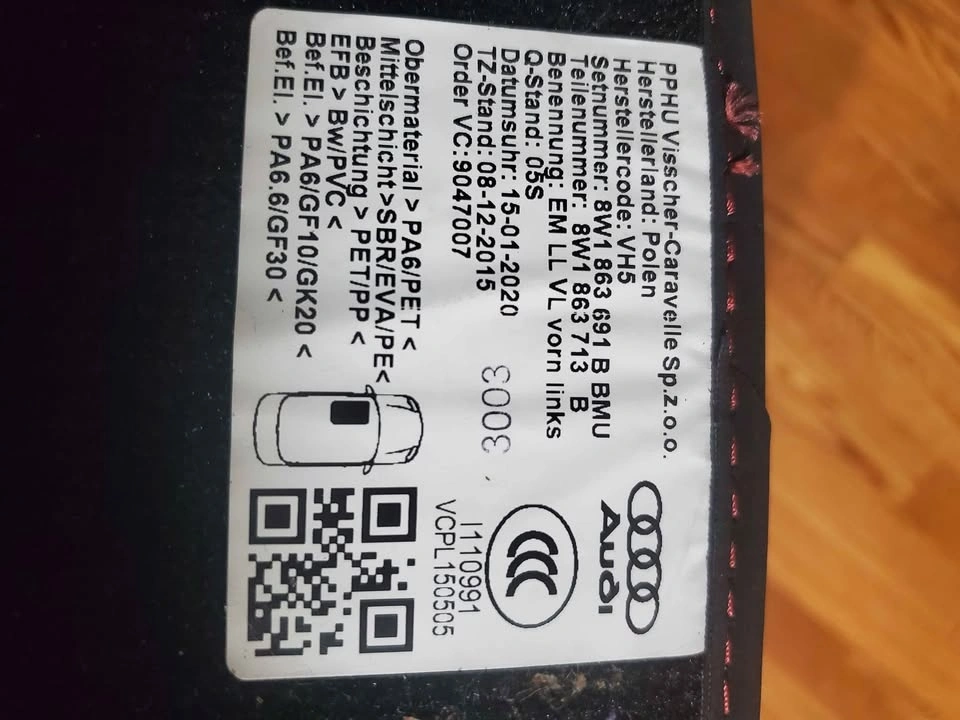 PPHU Visscher-Caravelle Sp.z.o.o.
Herstellerland: Polen
Herstellercode: VH5
Setnummer: 8W1 863 691 B BMU
Teilenummer: 8W1 863 713 B
Benennung: EM LL VL vorn links
Q-Stand: 05S
Datumsuhr: 15-01-2020
TZ-Stand: 08-12-2015
Order VC:9047007
Audi
3003
I110991
VCPL150505
Obermaterial > PA6/PET <
Mittelschicht >SBR/EVA/PE<
Beschichtung > PET/PP <
EFB > BW/PVC <
Bef.El. > PA6/GF10/GK20 <
Bef.El. > PA6.6/GF30 <